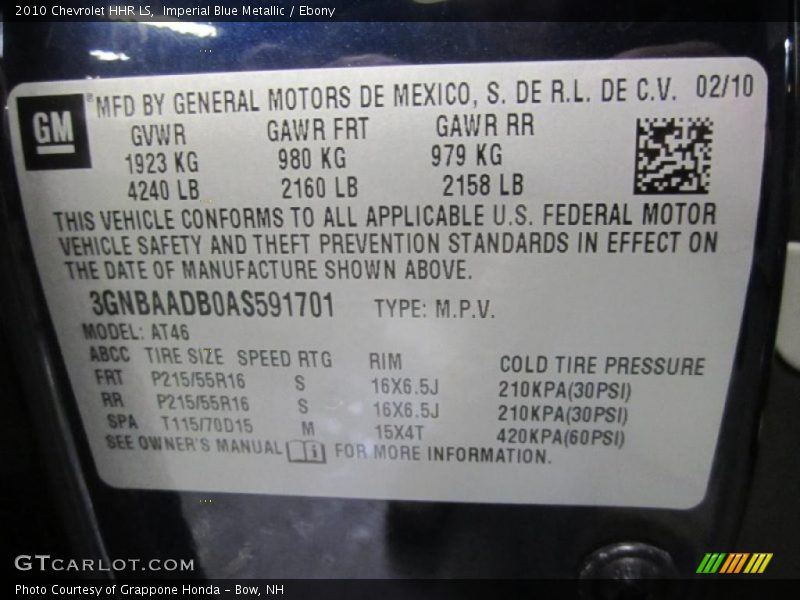 2010 Chevrolet HHR LS,  Imperial Blue Metallic / Ebony
GM
® MFD BY GENERAL MOTORS DE MEXICO, S. DE R.L. DE C.V. 02/10
GVWR GAWR FRT GAWR RR
1923 KG 980 KG 979 KG
4240 LB 2160 LB 2158 LB
THIS VEHICLE CONFORMS TO ALL APPLICABLE U.S. FEDERAL MOTOR
VEHICLE SAFETY AND THEFT PREVENTION STANDARDS IN EFFECT ON
THE DATE OF MANUFACTURE SHOWN ABOVE.
3GNBAADB0AS591701 TYPE: M.P.V.
MODEL: AT46
ABCC TIRE SIZE SPEED RTG RIM COLD TIRE PRESSURE
FRT P215/55R16 S 16X6.5J 210KPA(30PSI)
RR P215/55R16 S 16X6.5J 210KPA(30PSI)
SPA T115/70D15 M 15X4T 420KPA(60PSI)
SEE OWNER'S MANUAL i FOR MORE INFORMATION.
GTCARLOT.COM
Photo Courtesy of Grappone Honda - Bow, NH